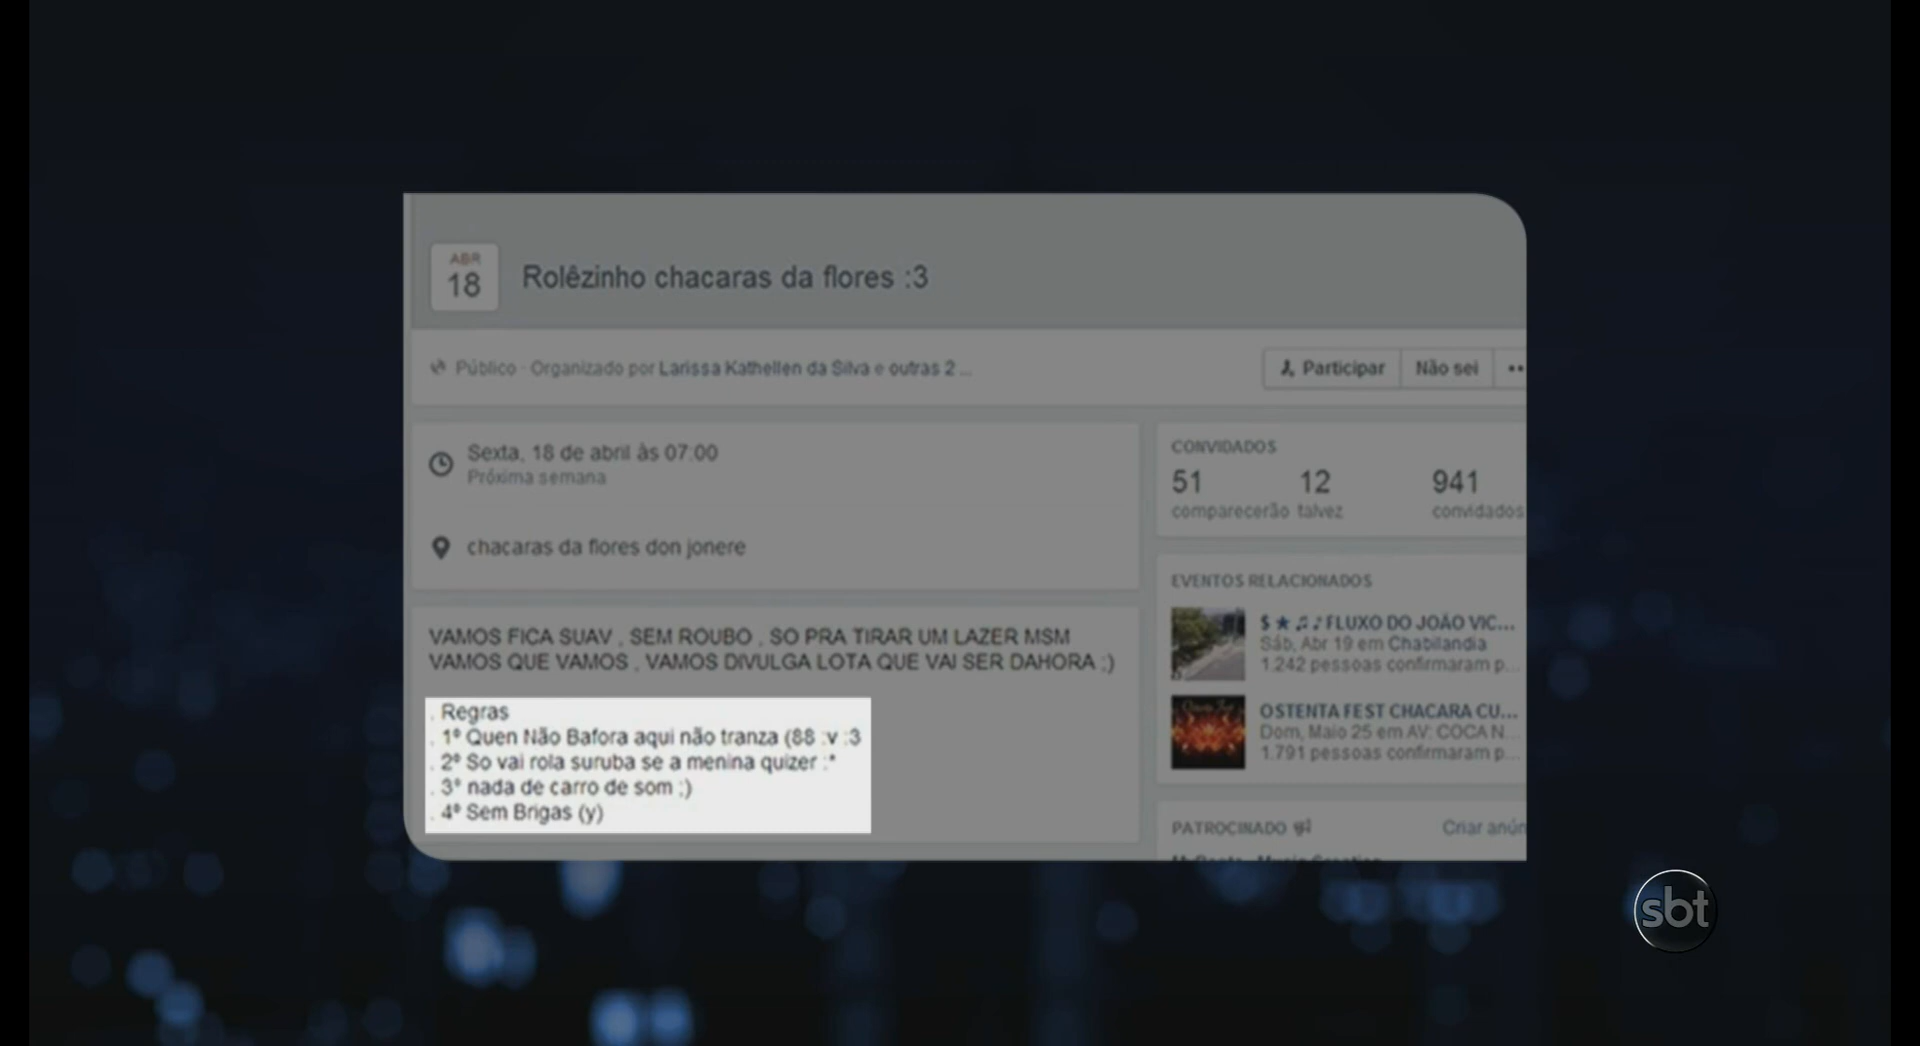 ABR
18
Rolêzinho chacaras da flores :3
Público · Organizado por Larissa Kathellen da Silva e outras 2 ...
Participar
Não sei
Sexta, 18 de abril às 07:00
Próxima semana
chacaras da flores don jonere
VAMOS FICA SUAV , SEM ROUBO , SO PRA TIRAR UM LAZER MSM
VAMOS QUE VAMOS , VAMOS DIVULGA LOTA QUE VAI SER DAHORA :)
. Regras
. 1º Quen Não Bafora aqui não tranza (88 :v :3
. 2º So vai rola suruba se a menina quizer :*
. 3° nada de carro de som :)
. 4º Sem Brigas (y)
CONVIDADOS
51 12 941
comparecerão talvez convidados
EVENTOS RELACIONADOS
$ ★ ♫ ♪ FLUXO DO JOÃO VIC...
Sáb, Abr 19 em Chabilandia
1.242 pessoas confirmaram p...
OSTENTA FEST CHACARA CU...
Dom, Maio 25 em AV: COCA N...
1.791 pessoas confirmaram p...
PATROCINADO
Criar anún
sbt